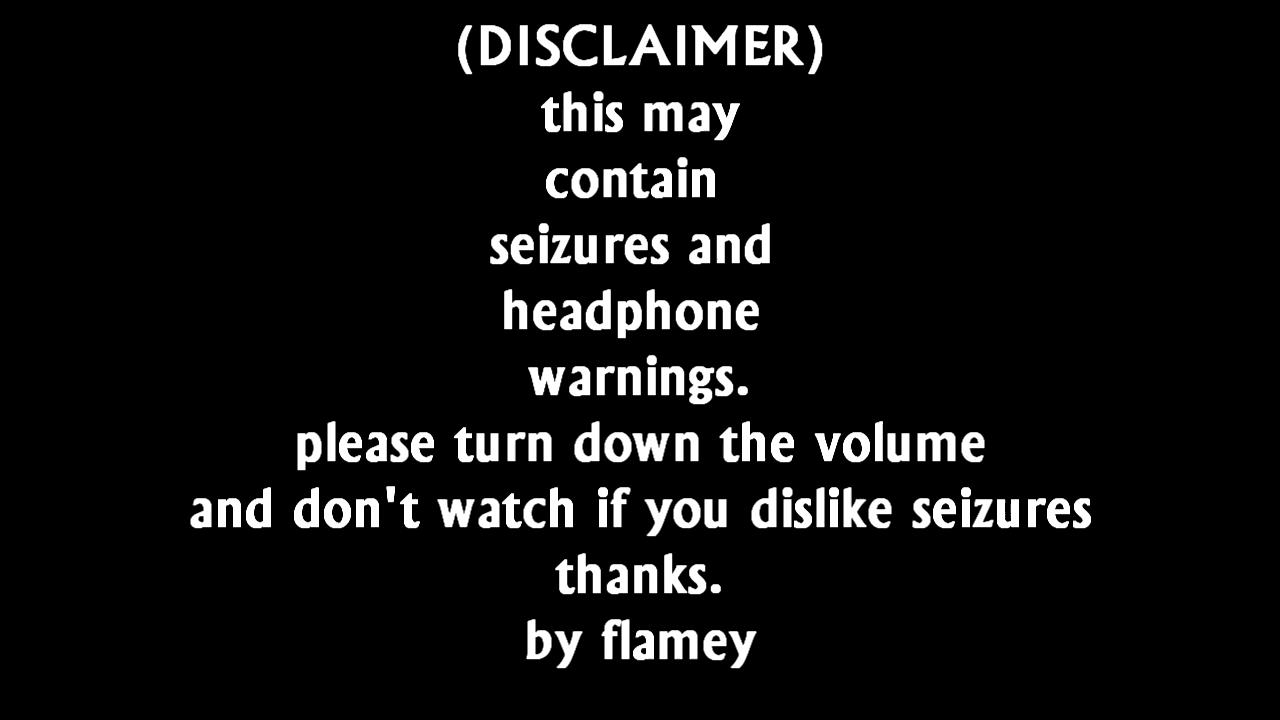 (DISCLAIMER)
this may
contain
seizures and
headphone
warnings.
please turn down the volume
and don't watch if you dislike seizures
thanks.
by flamey